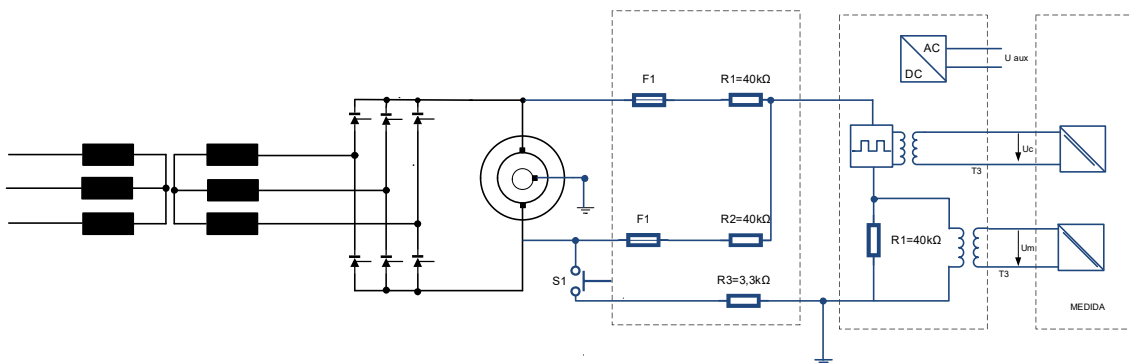 AC
DC
U aux
F1
R1=40kΩ
Uc
T3
F1
R2=40kΩ
R1=40kΩ
Um
T3
S1
R3=3,3kΩ
MEDIDA